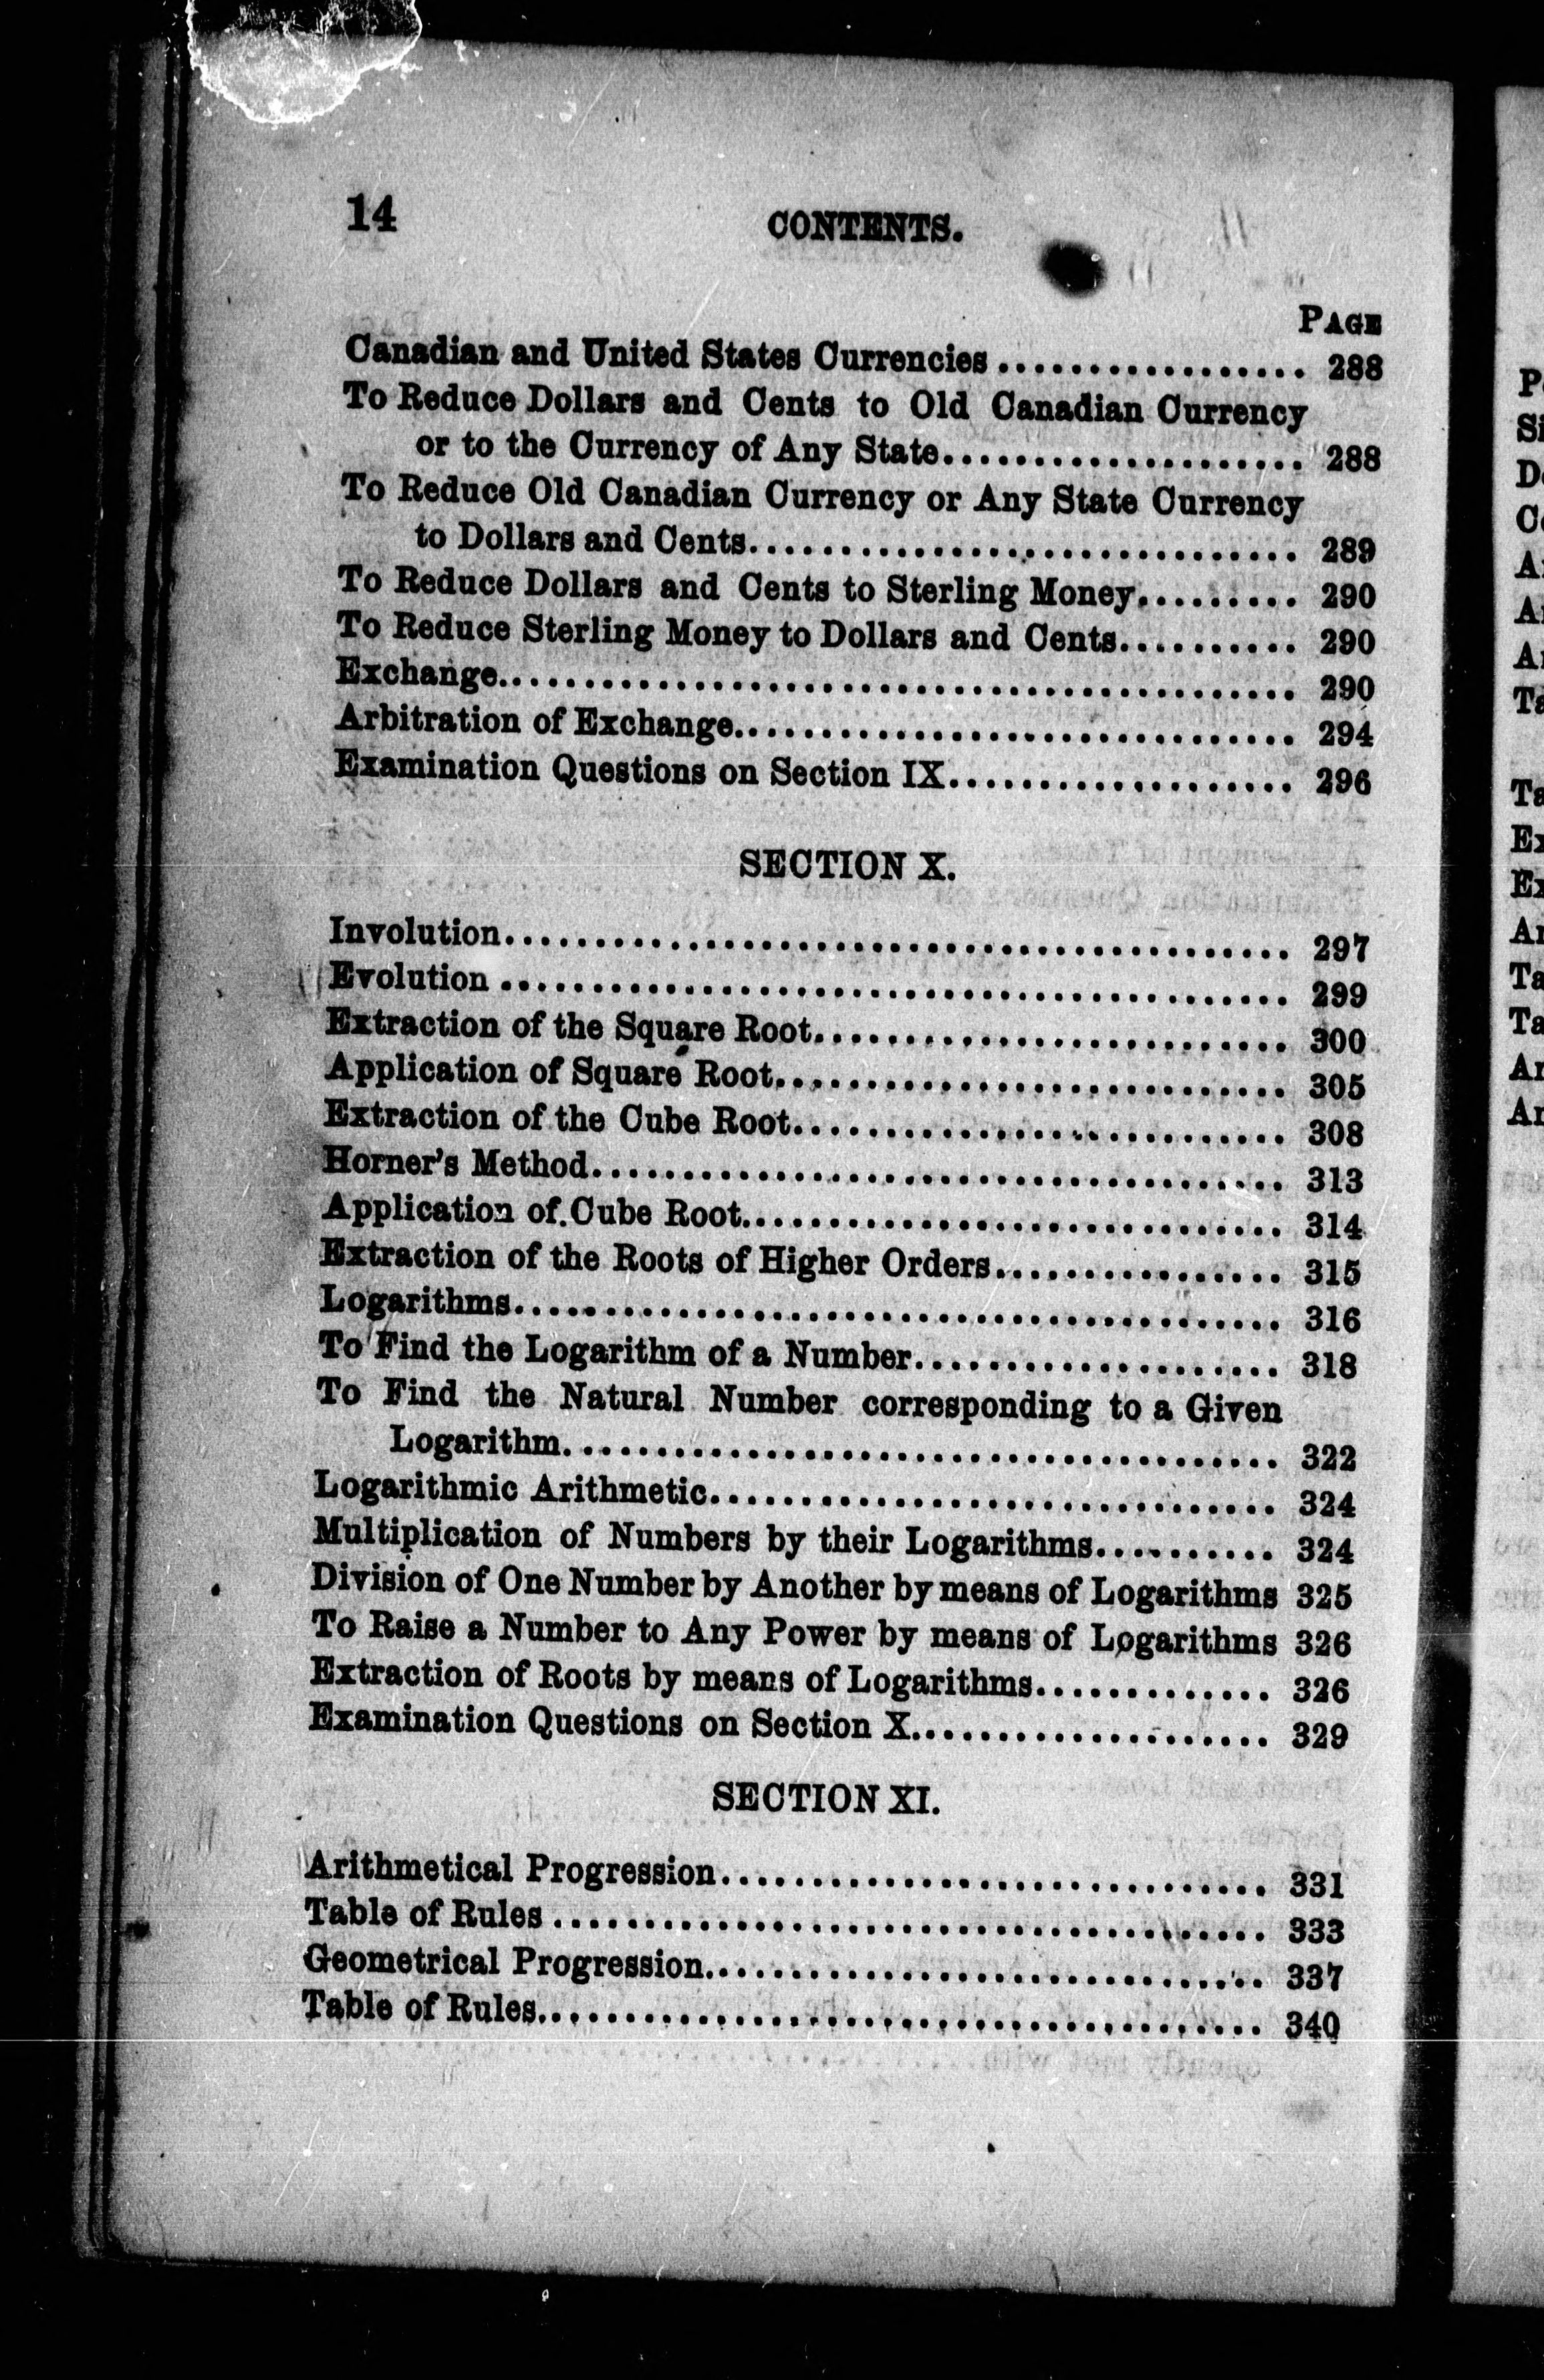 14
CONTENTS.
PAGE
Canadian and United States Currencies ................. 288
To Reduce Dollars and Cents to Old Canadian Currency
or to the Currency of Any State.................... 288
To Reduce Old Canadian Currency or Any State Currency
to Dollars and Cents.............................. 289
To Reduce Dollars and Cents to Sterling Money......... 290
To Reduce Sterling Money to Dollars and Cents.......... 290
Exchange............................................ 290
Arbitration of Exchange............................... 294
Examination Questions on Section IX................... 296
SECTION X.
Involution............................................ 297
Evolution ............................................ 299
Extraction of the Square Root.......................... 300
Application of Square Root............................ 305
Extraction of the Cube Root........................... 308
Horner's Method...................................... 313
Application of Cube Root.............................. 314
Extraction of the Roots of Higher Orders................ 315
Logarithms.......................................... 316
To Find the Logarithm of a Number.................... 318
To Find the Natural Number corresponding to a Given
Logarithm....................................... 322
Logarithmic Arithmetic............................... 324
Multiplication of Numbers by their Logarithms.......... 324
Division of One Number by Another by means of Logarithms 325
To Raise a Number to Any Power by means of Logarithms 326
Extraction of Roots by means of Logarithms............. 326
Examination Questions on Section X.................... 329
SECTION XI.
Arithmetical Progression.............................. 331
Table of Rules ....................................... 333
Geometrical Progression............................... 337
Table of Rules........................................ 340